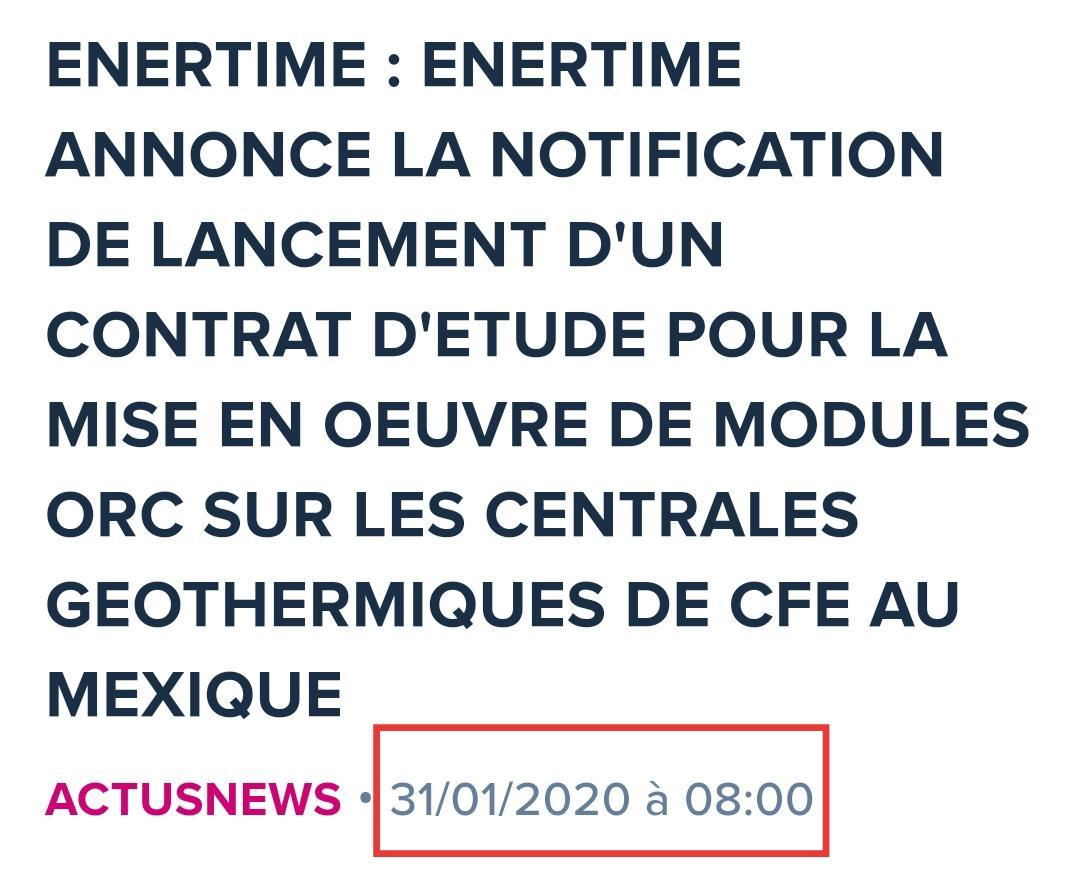 ENERTIME : ENERTIME
ANNONCE LA NOTIFICATION
DE LANCEMENT D'UN
CONTRAT D'ETUDE POUR LA
MISE EN OEUVRE DE MODULES
ORC SUR LES CENTRALES
GEOTHERMIQUES DE CFE AU
MEXIQUE
ACTUSNEWS • 31/01/2020 à 08:00